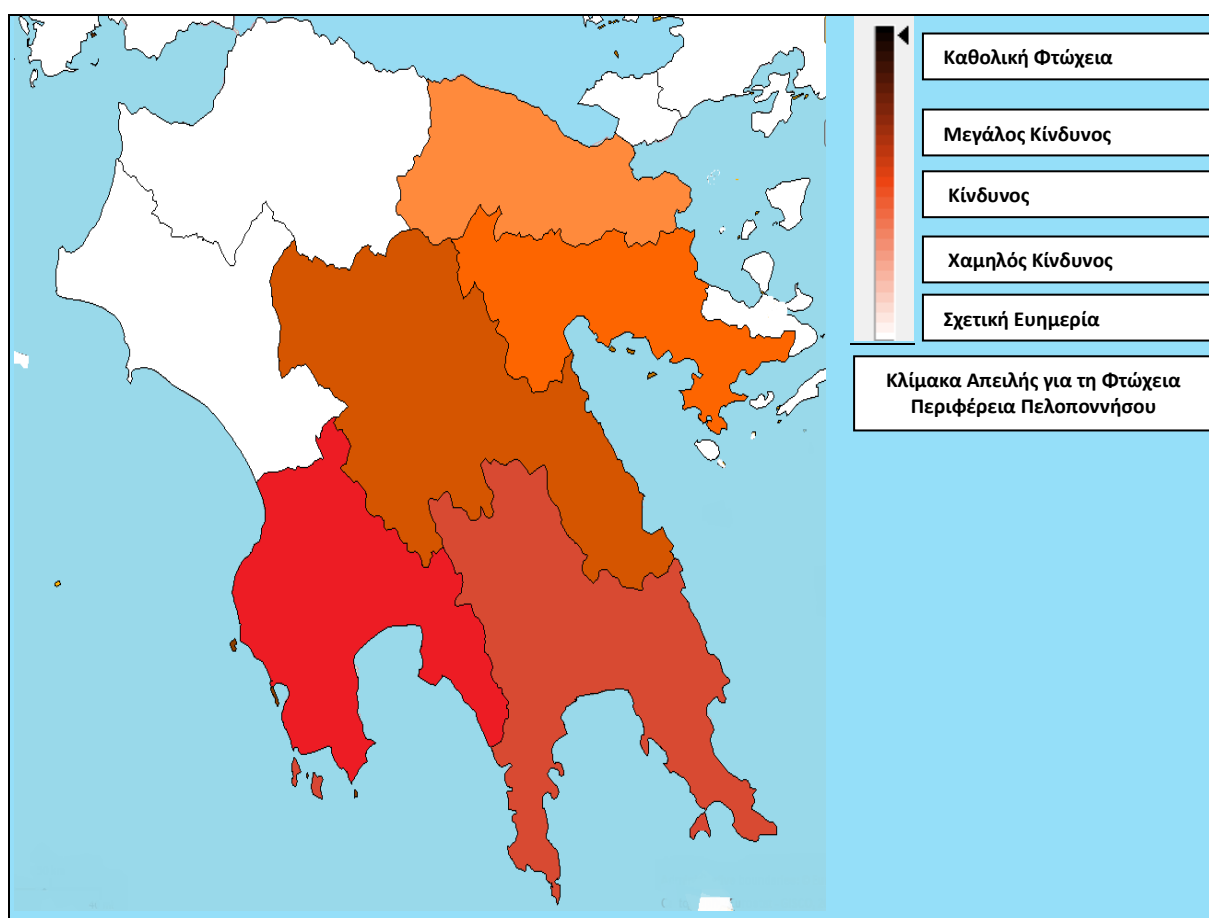 Καθολική Φτώχεια
Μεγάλος Κίνδυνος
Κίνδυνος
Χαμηλός Κίνδυνος
Σχετική Ευημερία
Κλίμακα Απειλής για τη Φτώχεια
Περιφέρεια Πελοποννήσου